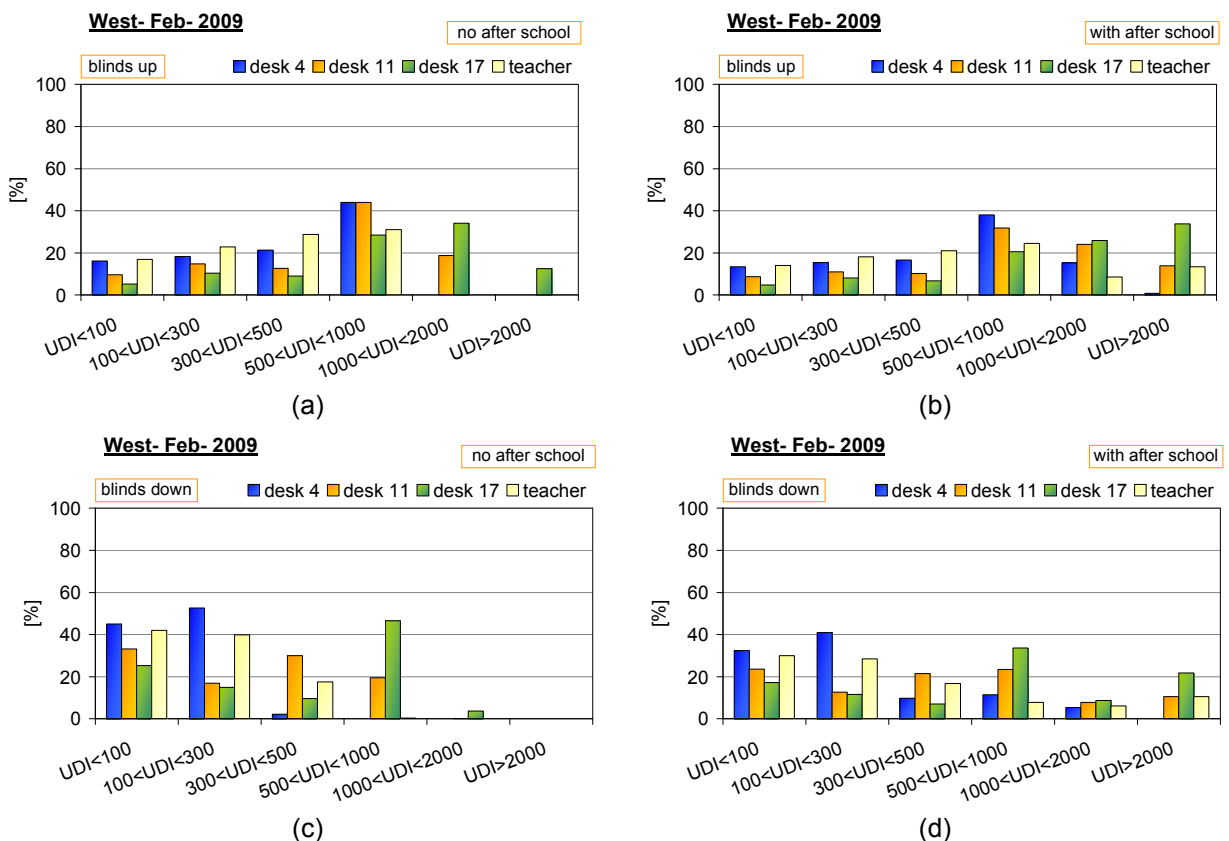 West- Feb- 2009
no after school
blinds up
desk 4 desk 11 desk 17 teacher
100
80
60
40
20
0
[%]
UDI<100
100<UDI<300
300<UDI<500
500<UDI<1000
1000<UDI<2000
UDI>2000
(a)
West- Feb- 2009
with after school
blinds up
desk 4 desk 11 desk 17 teacher
100
80
60
40
20
0
[%]
UDI<100
100<UDI<300
300<UDI<500
500<UDI<1000
1000<UDI<2000
UDI>2000
(b)
West- Feb- 2009
no after school
blinds down
desk 4 desk 11 desk 17 teacher
100
80
60
40
20
0
[%]
UDI<100
100<UDI<300
300<UDI<500
500<UDI<1000
1000<UDI<2000
UDI>2000
(c)
West- Feb- 2009
with after school
blinds down
desk 4 desk 11 desk 17 teacher
100
80
60
40
20
0
[%]
UDI<100
100<UDI<300
300<UDI<500
500<UDI<1000
1000<UDI<2000
UDI>2000
(d)